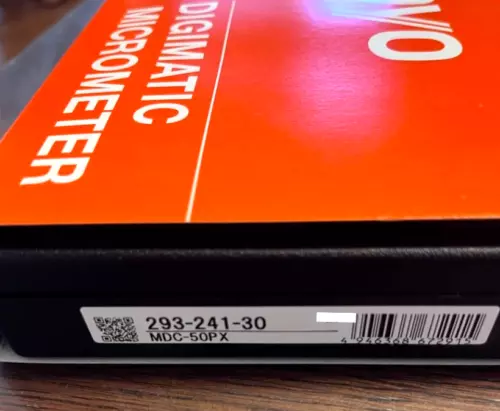 DIGIMATIC
MICROMETER
293-241-30
MDC-50PX